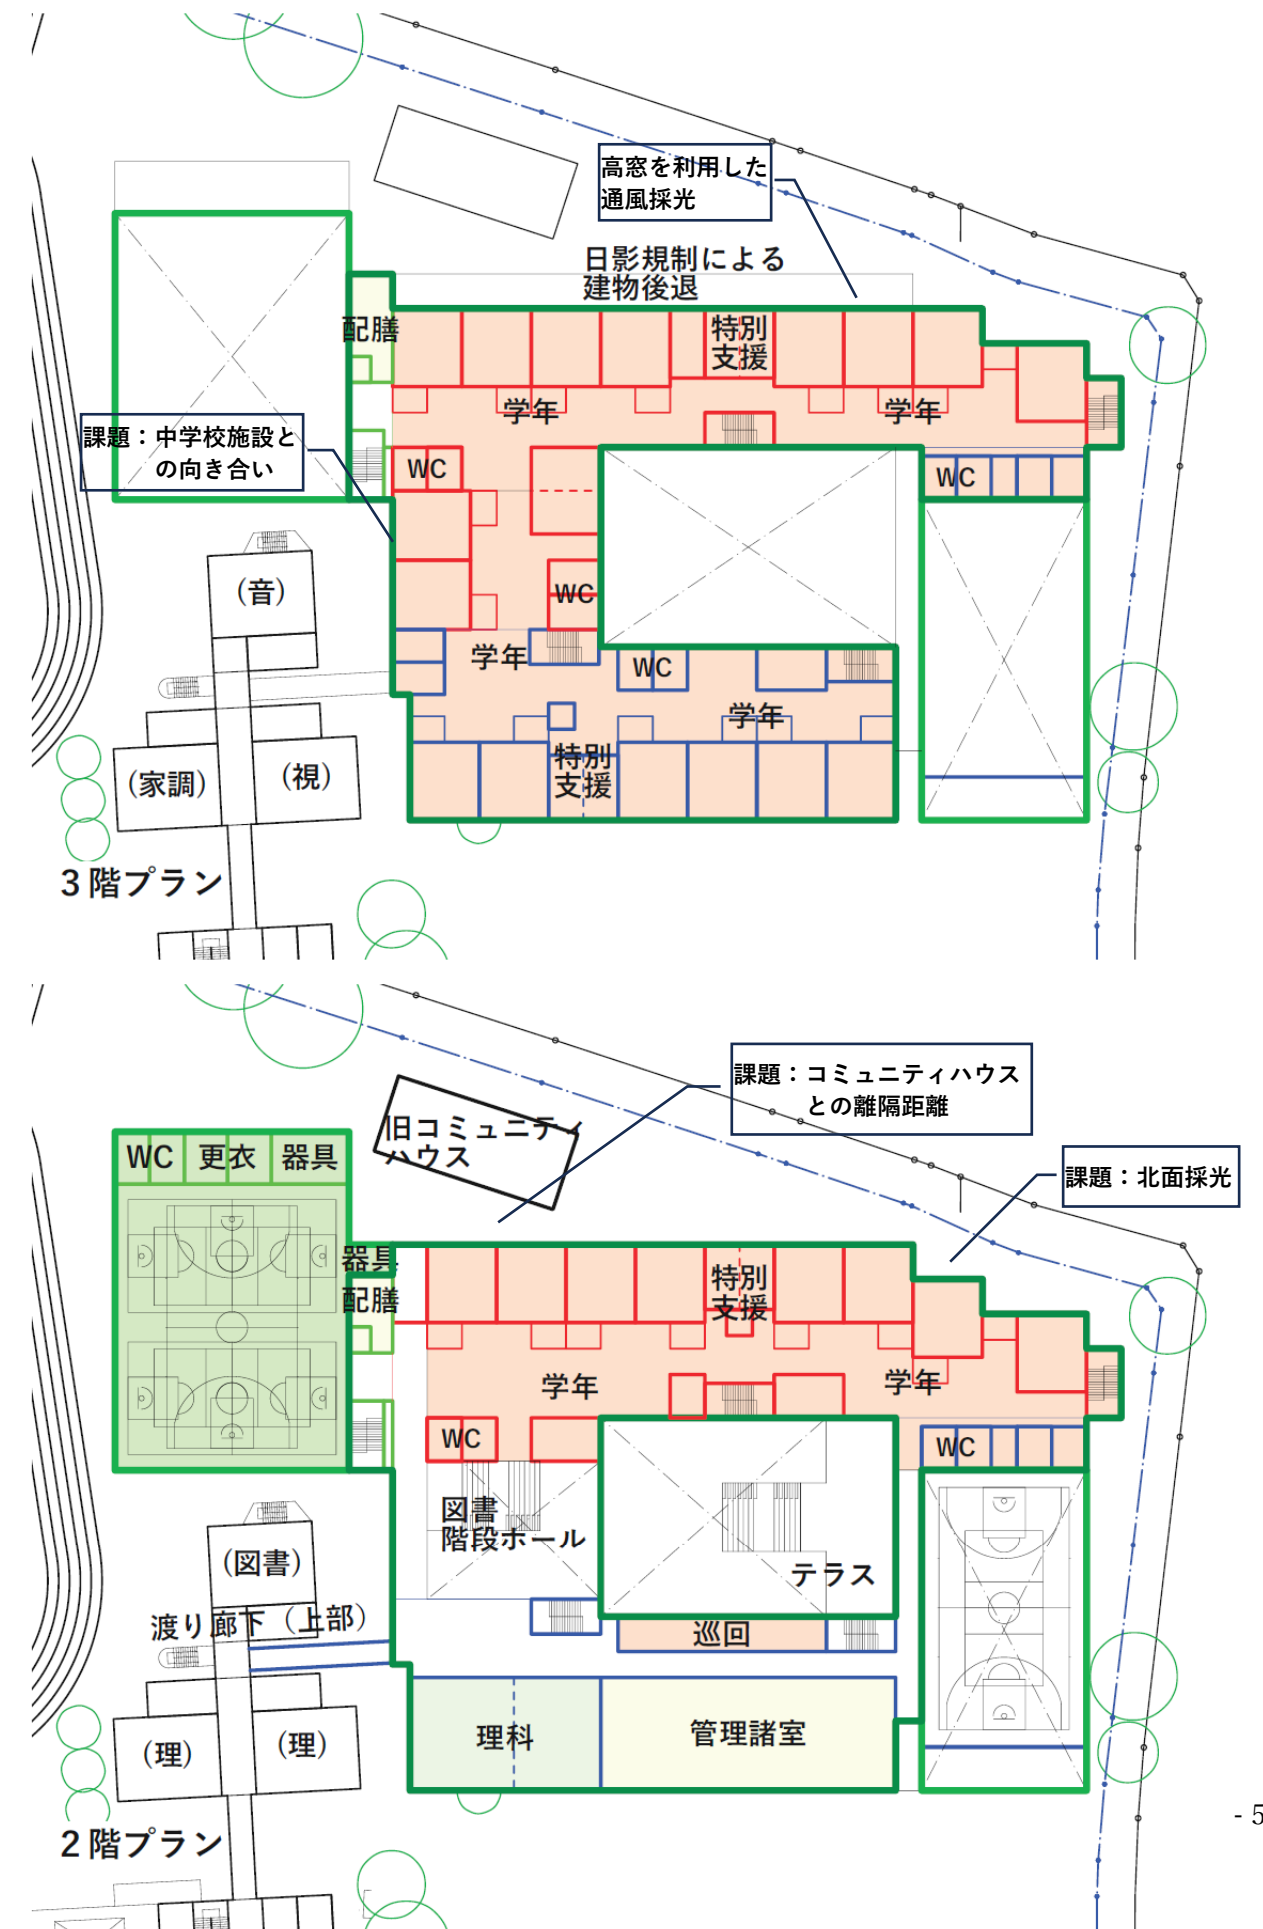 高窓を利用した
通風採光
日影規制による
建物後退
配膳
特別
支援
学年
学年
課題：中学校施設と
の向き合い
WC
WC
WC
(音)
学年
WC
学年
(家調)
(視)
特別
支援
３階プラン
課題：コミュニティハウス
との離隔距離
旧コミュニティ
ハウス
WC
更衣
器具
課題：北面採光
器具
配膳
特別
支援
学年
学年
WC
WC
図書
階段ホール
(図書)
テラス
渡り廊下（上部）
巡回
(理)
(理)
理科
管理諸室
２階プラン
- 5